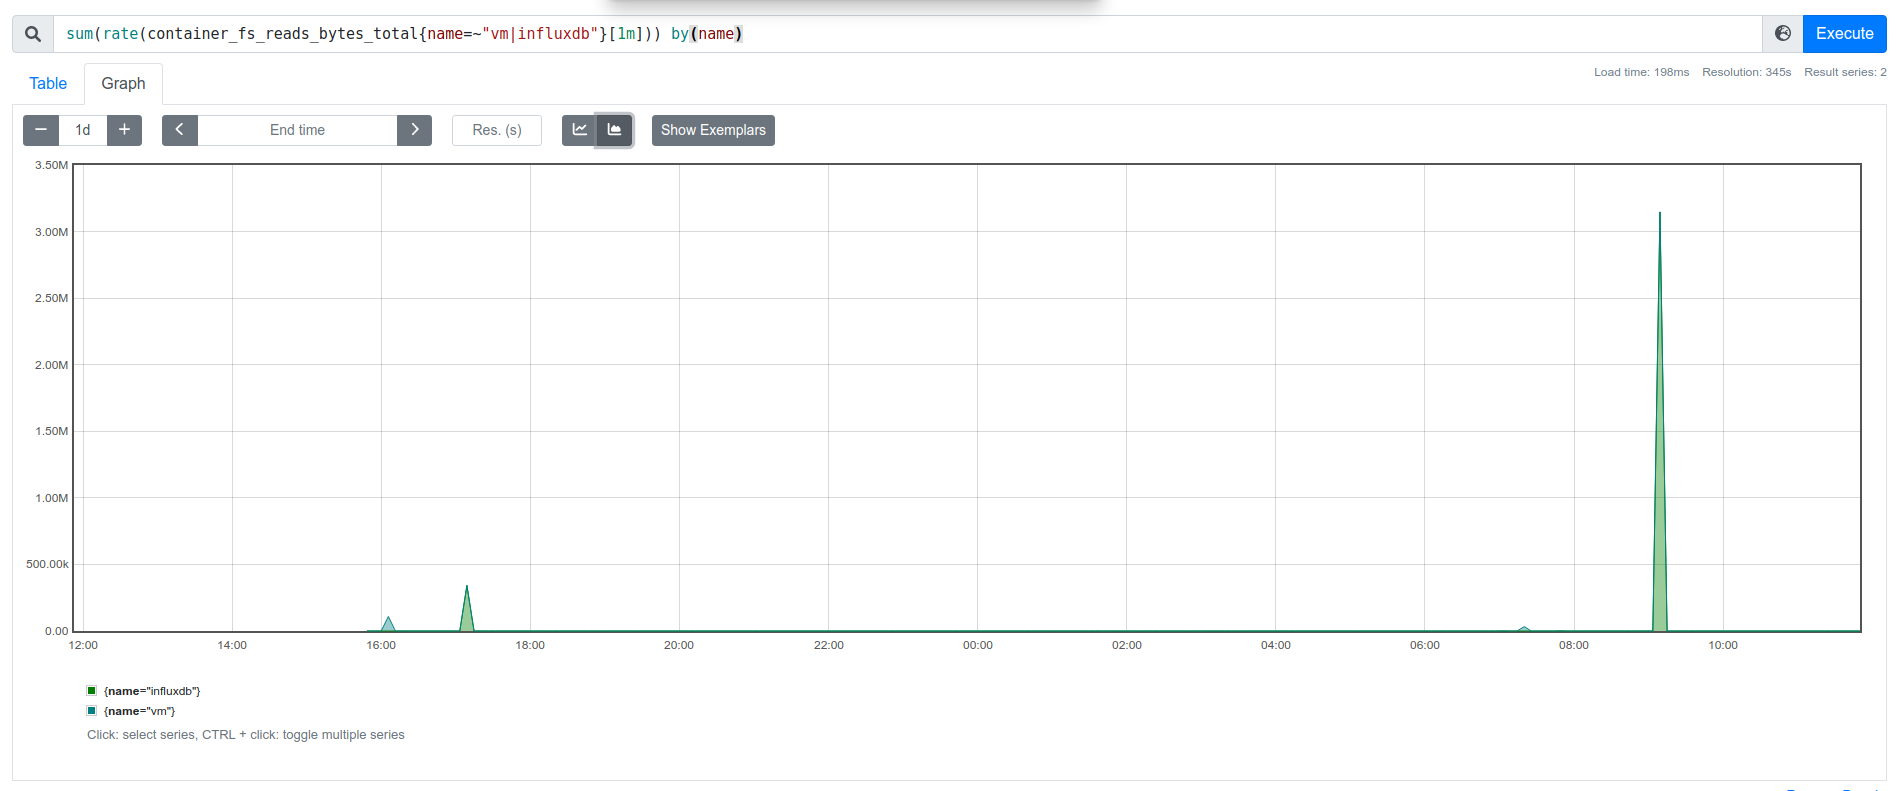 sum(rate(container_fs_reads_bytes_total{name=~"vm|influxdb"}[1m])) by(name)
Execute
Table
Graph
Load time: 198ms Resolution: 345s Result series: 2
− 1d + End time Res. (s) Show Exemplars
3.50M
3.00M
2.50M
2.00M
1.50M
1.00M
500.00k
0.00
12:00 14:00 16:00 18:00 20:00 22:00 00:00 02:00 04:00 06:00 08:00 10:00
{name="influxdb"}
{name="vm"}
Click: select series, CTRL + click: toggle multiple series